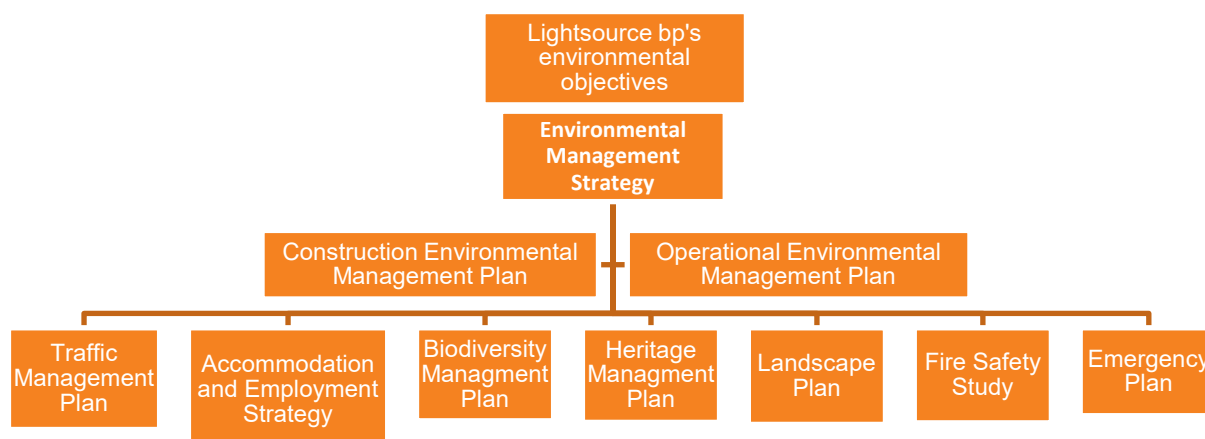 Lightsource bp's
environmental
objectives
Environmental
Management
Strategy
Construction Environmental
Management Plan
Operational Environmental
Management Plan
Traffic
Management
Plan
Accommodation
and Employment
Strategy
Biodiversity
Managment
Plan
Heritage
Managment
Plan
Landscape
Plan
Fire Safety
Study
Emergency
Plan